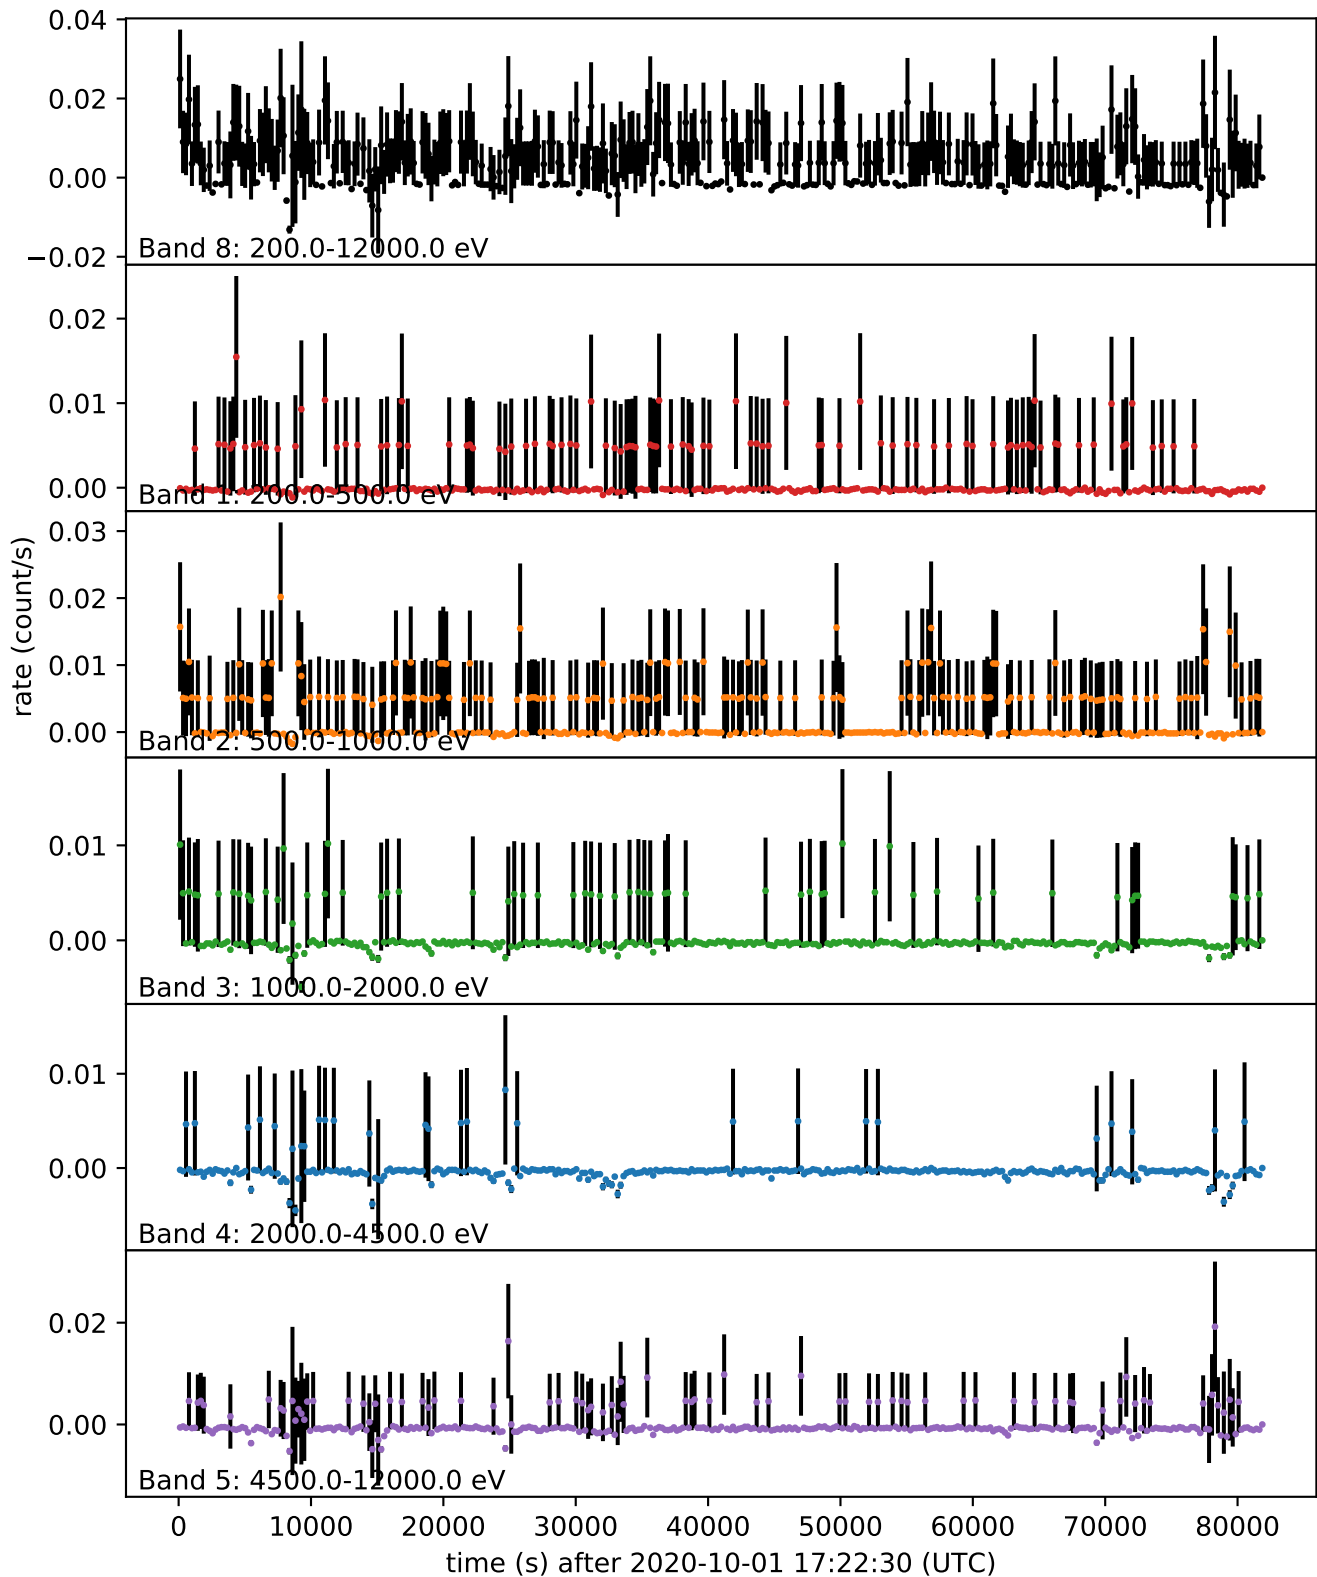 0.04
0.02
0.00
−0.02
Band 8: 200.0-12000.0 eV
0.02
0.01
0.00
Band 1: 200.0-500.0 eV
0.03
0.02
0.01
0.00
Band 2: 500.0-1000.0 eV
rate (count/s)
0.01
0.00
Band 3: 1000.0-2000.0 eV
0.01
0.00
Band 4: 2000.0-4500.0 eV
0.02
0.00
Band 5: 4500.0-12000.0 eV
0 10000 20000 30000 40000 50000 60000 70000 80000
time (s) after 2020-10-01 17:22:30 (UTC)